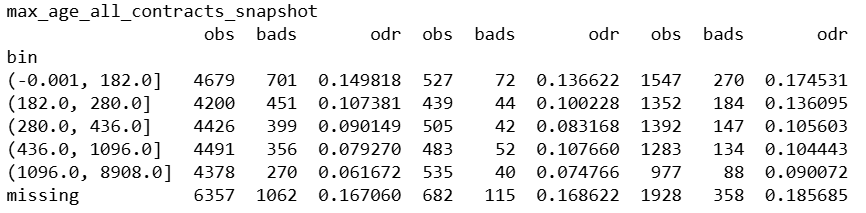 max_age_all_contracts_snapshot
obs bads odr obs bads odr obs bads odr
bin
(-0.001, 182.0] 4679 701 0.149818 527 72 0.136622 1547 270 0.174531
(182.0, 280.0] 4200 451 0.107381 439 44 0.100228 1352 184 0.136095
(280.0, 436.0] 4426 399 0.090149 505 42 0.083168 1392 147 0.105603
(436.0, 1096.0] 4491 356 0.079270 483 52 0.107660 1283 134 0.104443
(1096.0, 8908.0] 4378 270 0.061672 535 40 0.074766 977 88 0.090072
missing 6357 1062 0.167060 682 115 0.168622 1928 358 0.185685